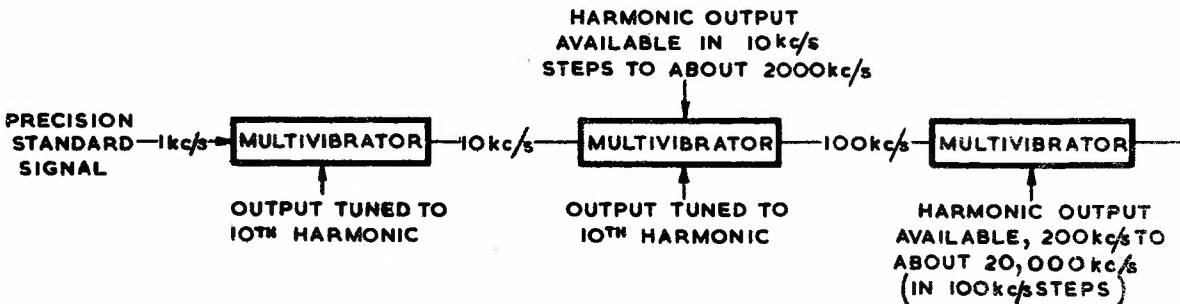 HARMONIC OUTPUT
AVAILABLE IN 10kc/s
STEPS TO ABOUT 2000kc/s
PRECISION
STANDARD
SIGNAL
1kc/s
MULTIVIBRATOR
10kc/s
MULTIVIBRATOR
100kc/s
MULTIVIBRATOR
OUTPUT TUNED TO
10TH HARMONIC
OUTPUT TUNED TO
10TH HARMONIC
HARMONIC OUTPUT
AVAILABLE, 200kc/s TO
ABOUT 20,000kc/s
(IN 100kc/s STEPS)